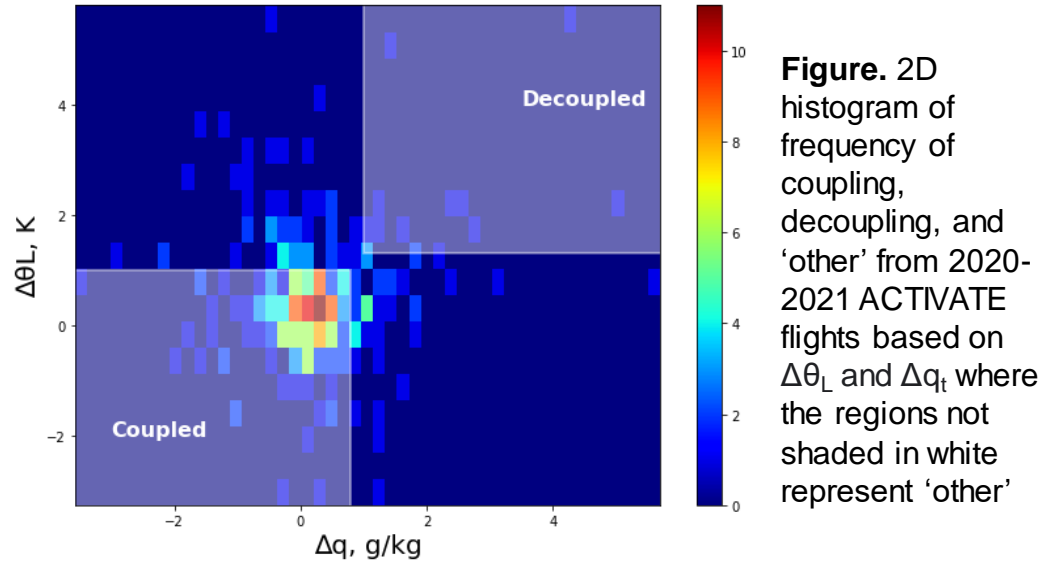 Decoupled
Coupled
ΔθL, K
4
2
0
−2
−2
0
2
4
Δq, g/kg
10
8
6
4
2
0
Figure. 2D
histogram of
frequency of
coupling,
decoupling, and
‘other’ from 2020-
2021 ACTIVATE
flights based on
ΔθL and Δqt where
the regions not
shaded in white
represent ‘other’